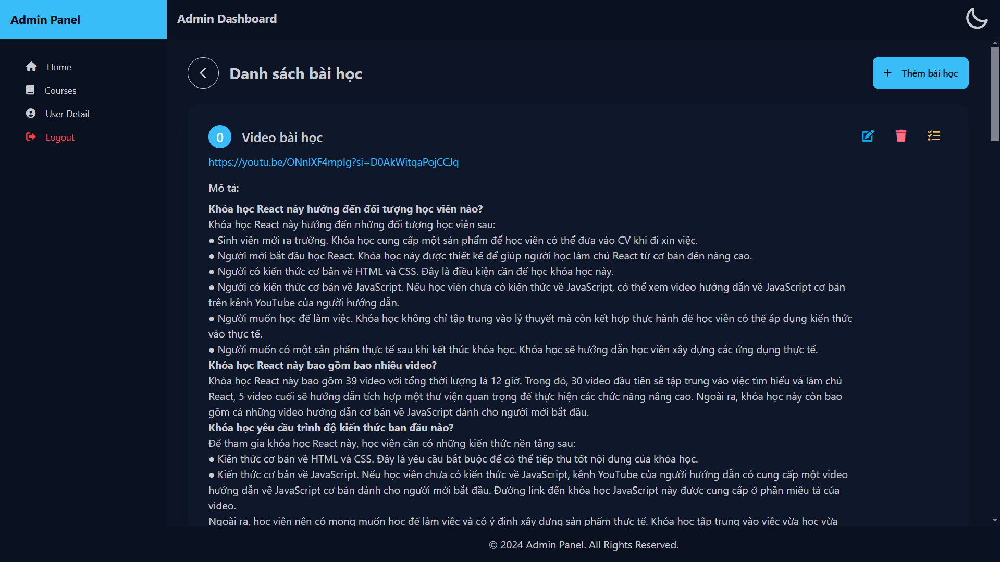 Admin Panel
Admin Dashboard
Home
Courses
User Detail
Logout
Danh sách bài học
Thêm bài học
0
Video bài học
https://youtu.be/ONnlXF4mpIg?si=D0AkWitqaPojCCJq
Mô tả:
Khóa học React này hướng đến đối tượng học viên nào?
Khóa học React này hướng đến những đối tượng học viên sau:
● Sinh viên mới ra trường. Khóa học cung cấp một sản phẩm để học viên có thể đưa vào CV khi đi xin việc.
● Người mới bắt đầu học React. Khóa học này được thiết kế để giúp người học làm chủ React từ cơ bản đến nâng cao.
● Người có kiến thức cơ bản về HTML và CSS. Đây là điều kiện cần để học khóa học này.
● Người có kiến thức cơ bản về JavaScript. Nếu học viên chưa có kiến thức về JavaScript, có thể xem video hướng dẫn về JavaScript cơ bản
trên kênh YouTube của người hướng dẫn.
● Người muốn học để làm việc. Khóa học không chỉ tập trung vào lý thuyết mà còn kết hợp thực hành để học viên có thể áp dụng kiến thức
vào thực tế.
● Người muốn có một sản phẩm thực tế sau khi kết thúc khóa học. Khóa học sẽ hướng dẫn học viên xây dựng các ứng dụng thực tế.
Khóa học React này bao gồm bao nhiêu video?
Khóa học React này bao gồm 39 video với tổng thời lượng là 12 giờ. Trong đó, 30 video đầu tiên sẽ tập trung vào việc tìm hiểu và làm chủ
React, 5 video cuối sẽ hướng dẫn tích hợp một thư viện quan trọng để thực hiện các chức năng nâng cao. Ngoài ra, khóa học này còn bao
gồm cả những video hướng dẫn cơ bản về JavaScript dành cho người mới bắt đầu.
Khóa học yêu cầu trình độ kiến thức ban đầu nào?
Để tham gia khóa học React này, học viên cần có những kiến thức nền tảng sau:
● Kiến thức cơ bản về HTML và CSS. Đây là yêu cầu bắt buộc để có thể tiếp thu tốt nội dung của khóa học.
● Kiến thức cơ bản về JavaScript. Nếu học viên chưa có kiến thức về JavaScript, kênh YouTube của người hướng dẫn có cung cấp một video
hướng dẫn về JavaScript cơ bản dành cho người mới bắt đầu. Đường link đến khóa học JavaScript này được cung cấp ở phần miêu tả của
video.
Ngoài ra, học viên nên có mong muốn học để làm việc và có ý định xây dựng sản phẩm thực tế. Khóa học tập trung vào việc vừa học vừa
© 2024 Admin Panel. All Rights Reserved.